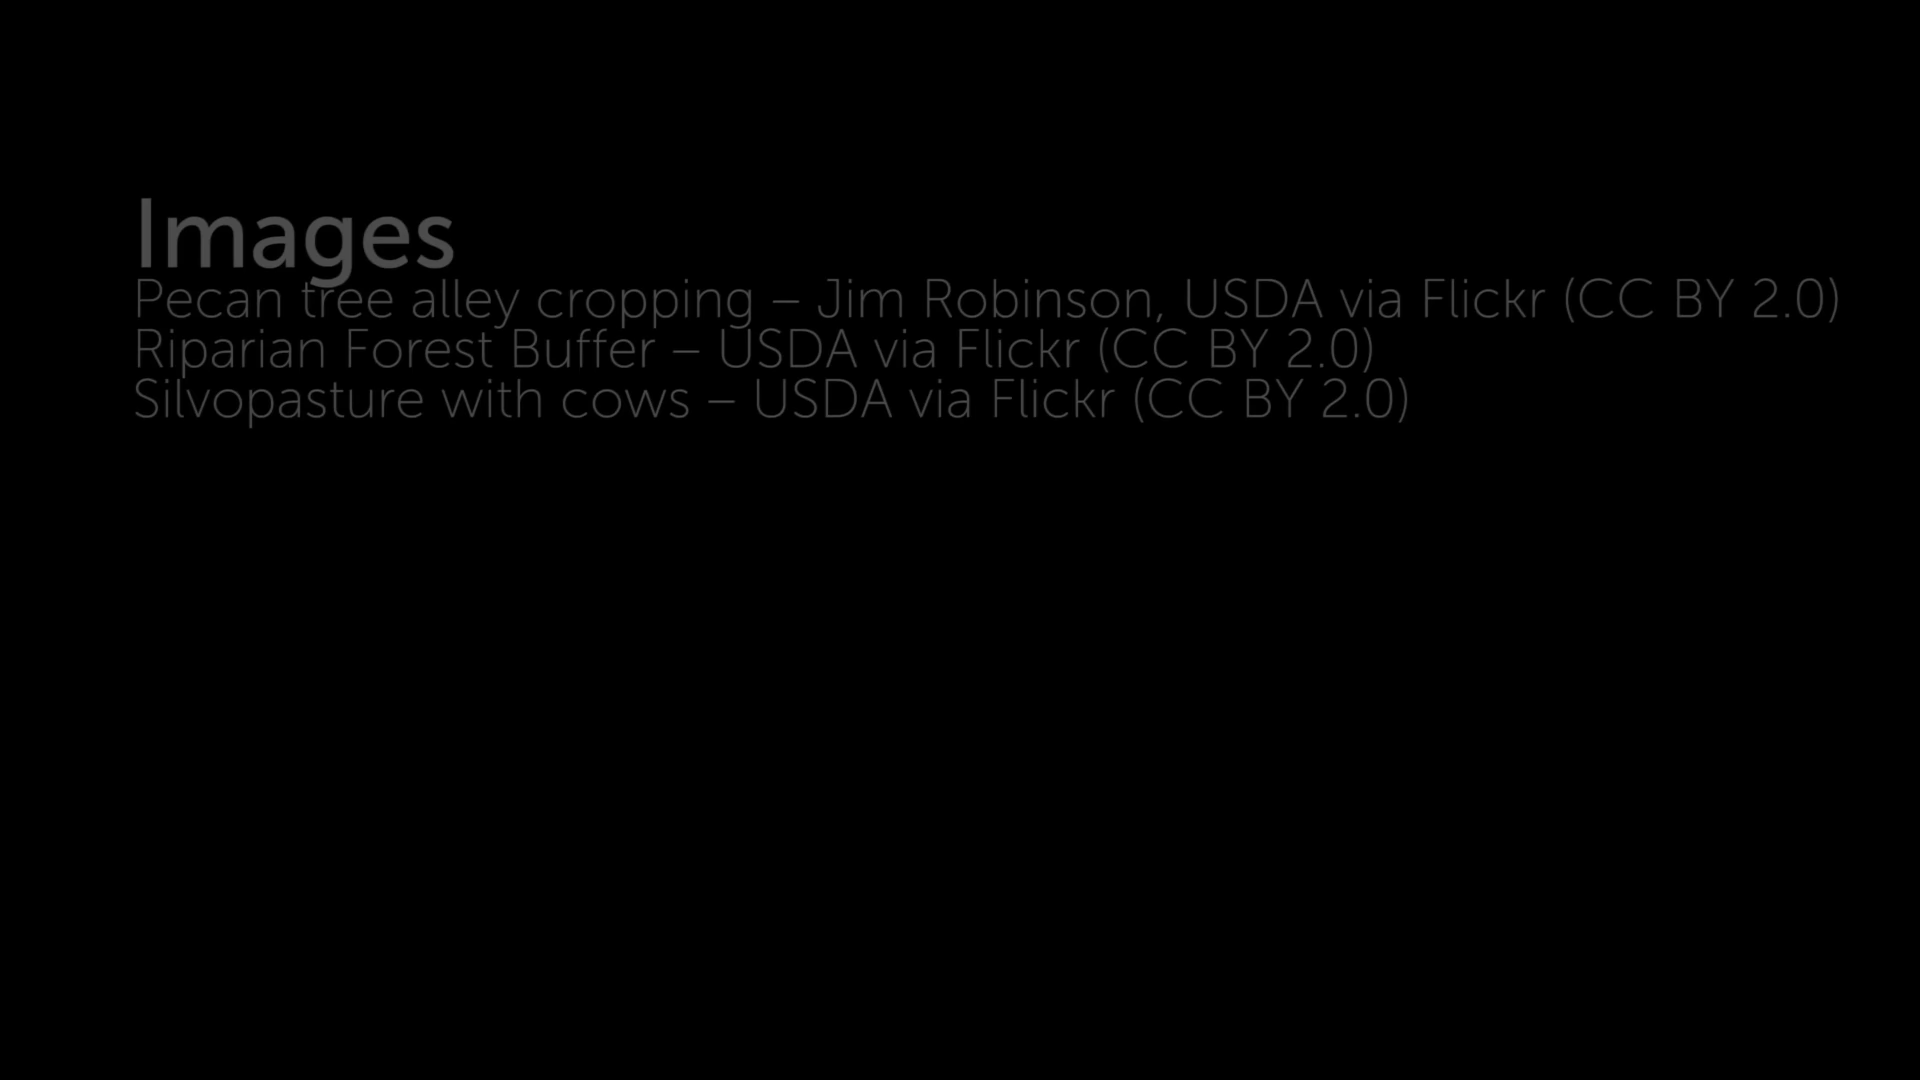 Images
Pecan tree alley cropping – Jim Robinson, USDA via Flickr (CC BY 2.0)
Riparian Forest Buffer – USDA via Flickr (CC BY 2.0)
Silvopasture with cows – USDA via Flickr (CC BY 2.0)